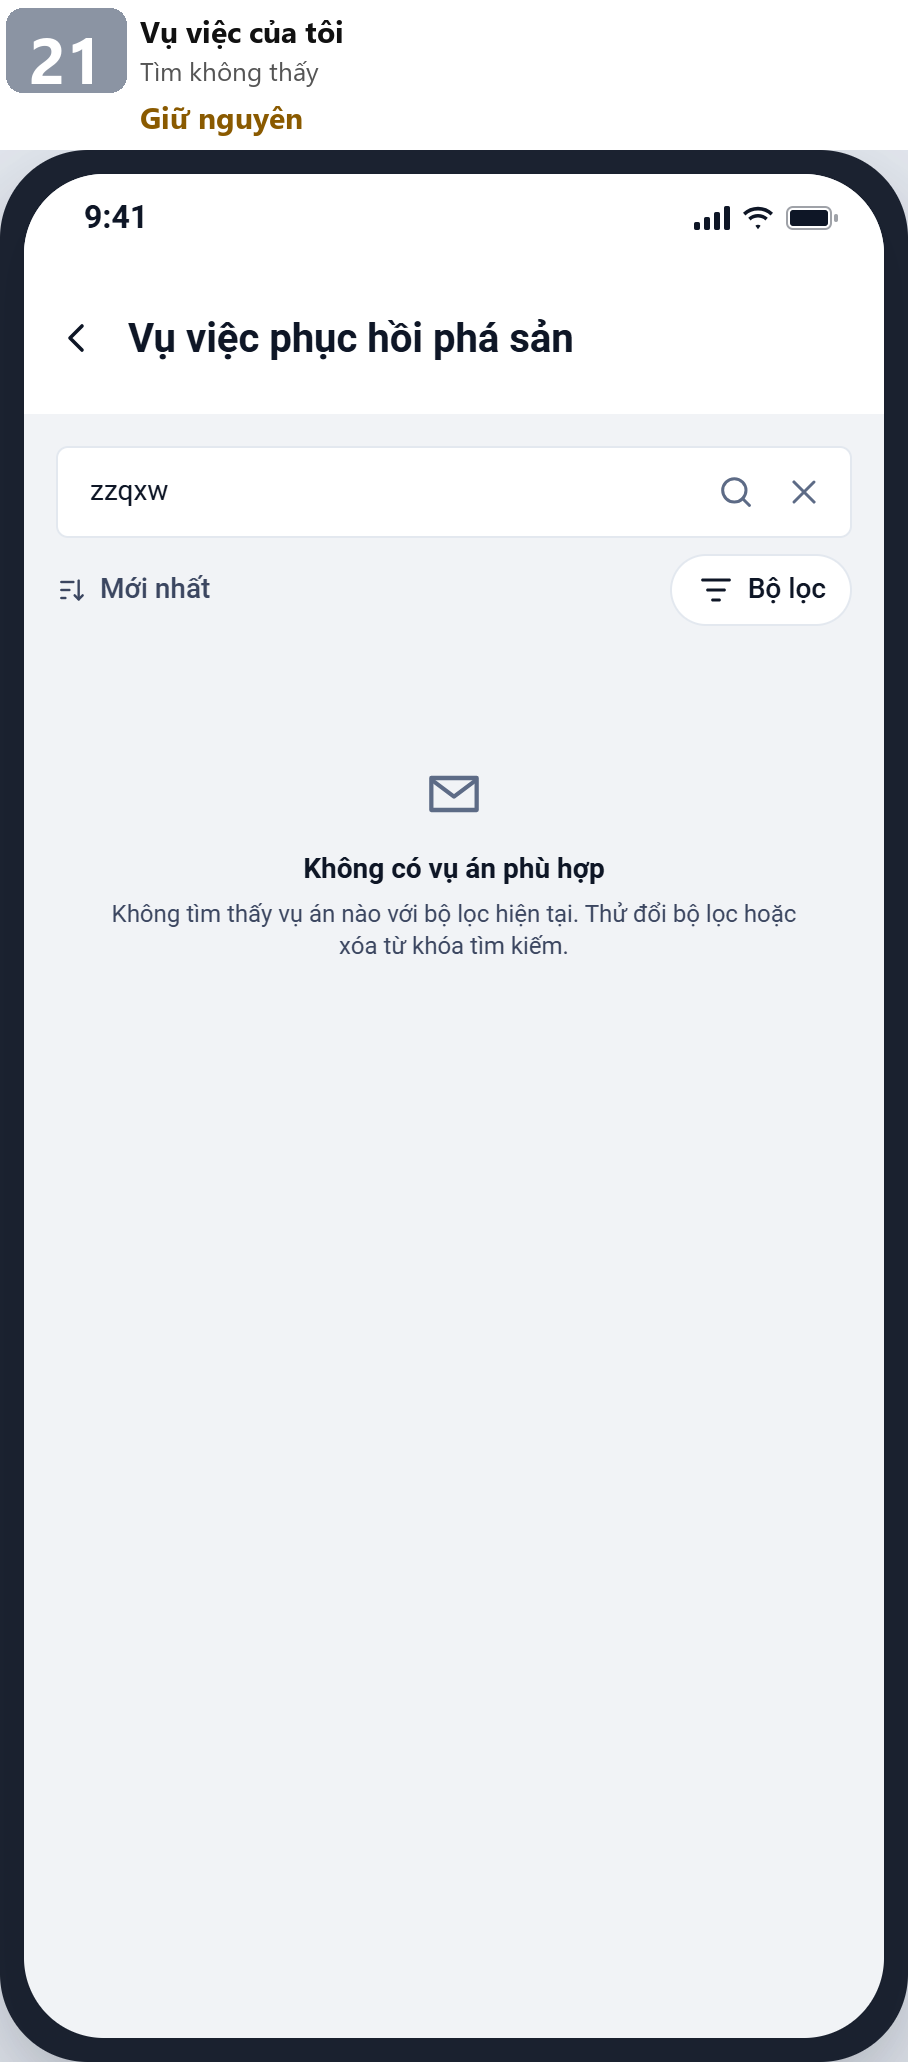 21
Vụ việc của tôi
Tìm không thấy
Giữ nguyên
9:41
Vụ việc phục hồi phá sản
zzqxw
Mới nhất
Bộ lọc
Không có vụ án phù hợp
Không tìm thấy vụ án nào với bộ lọc hiện tại. Thử đổi bộ lọc hoặc
xóa từ khóa tìm kiếm.